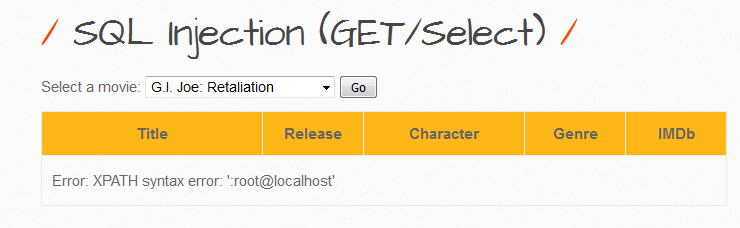 / SQL Injection (GET/Select) /
Select a movie: G.I. Joe: Retaliation Go
Title Release Character Genre IMDb
Error: XPATH syntax error: ':root@localhost'